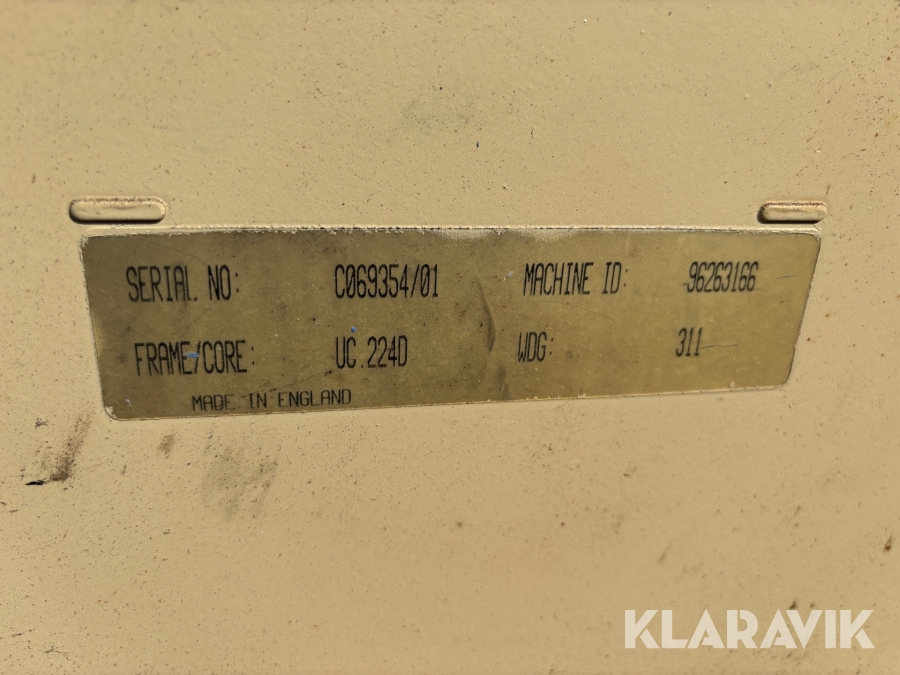 SERIAL NO: C069354/01 MACHINE ID: 96263166
FRAME/CORE: UC.224D WDG: 311
MADE IN ENGLAND
KLARAVIK